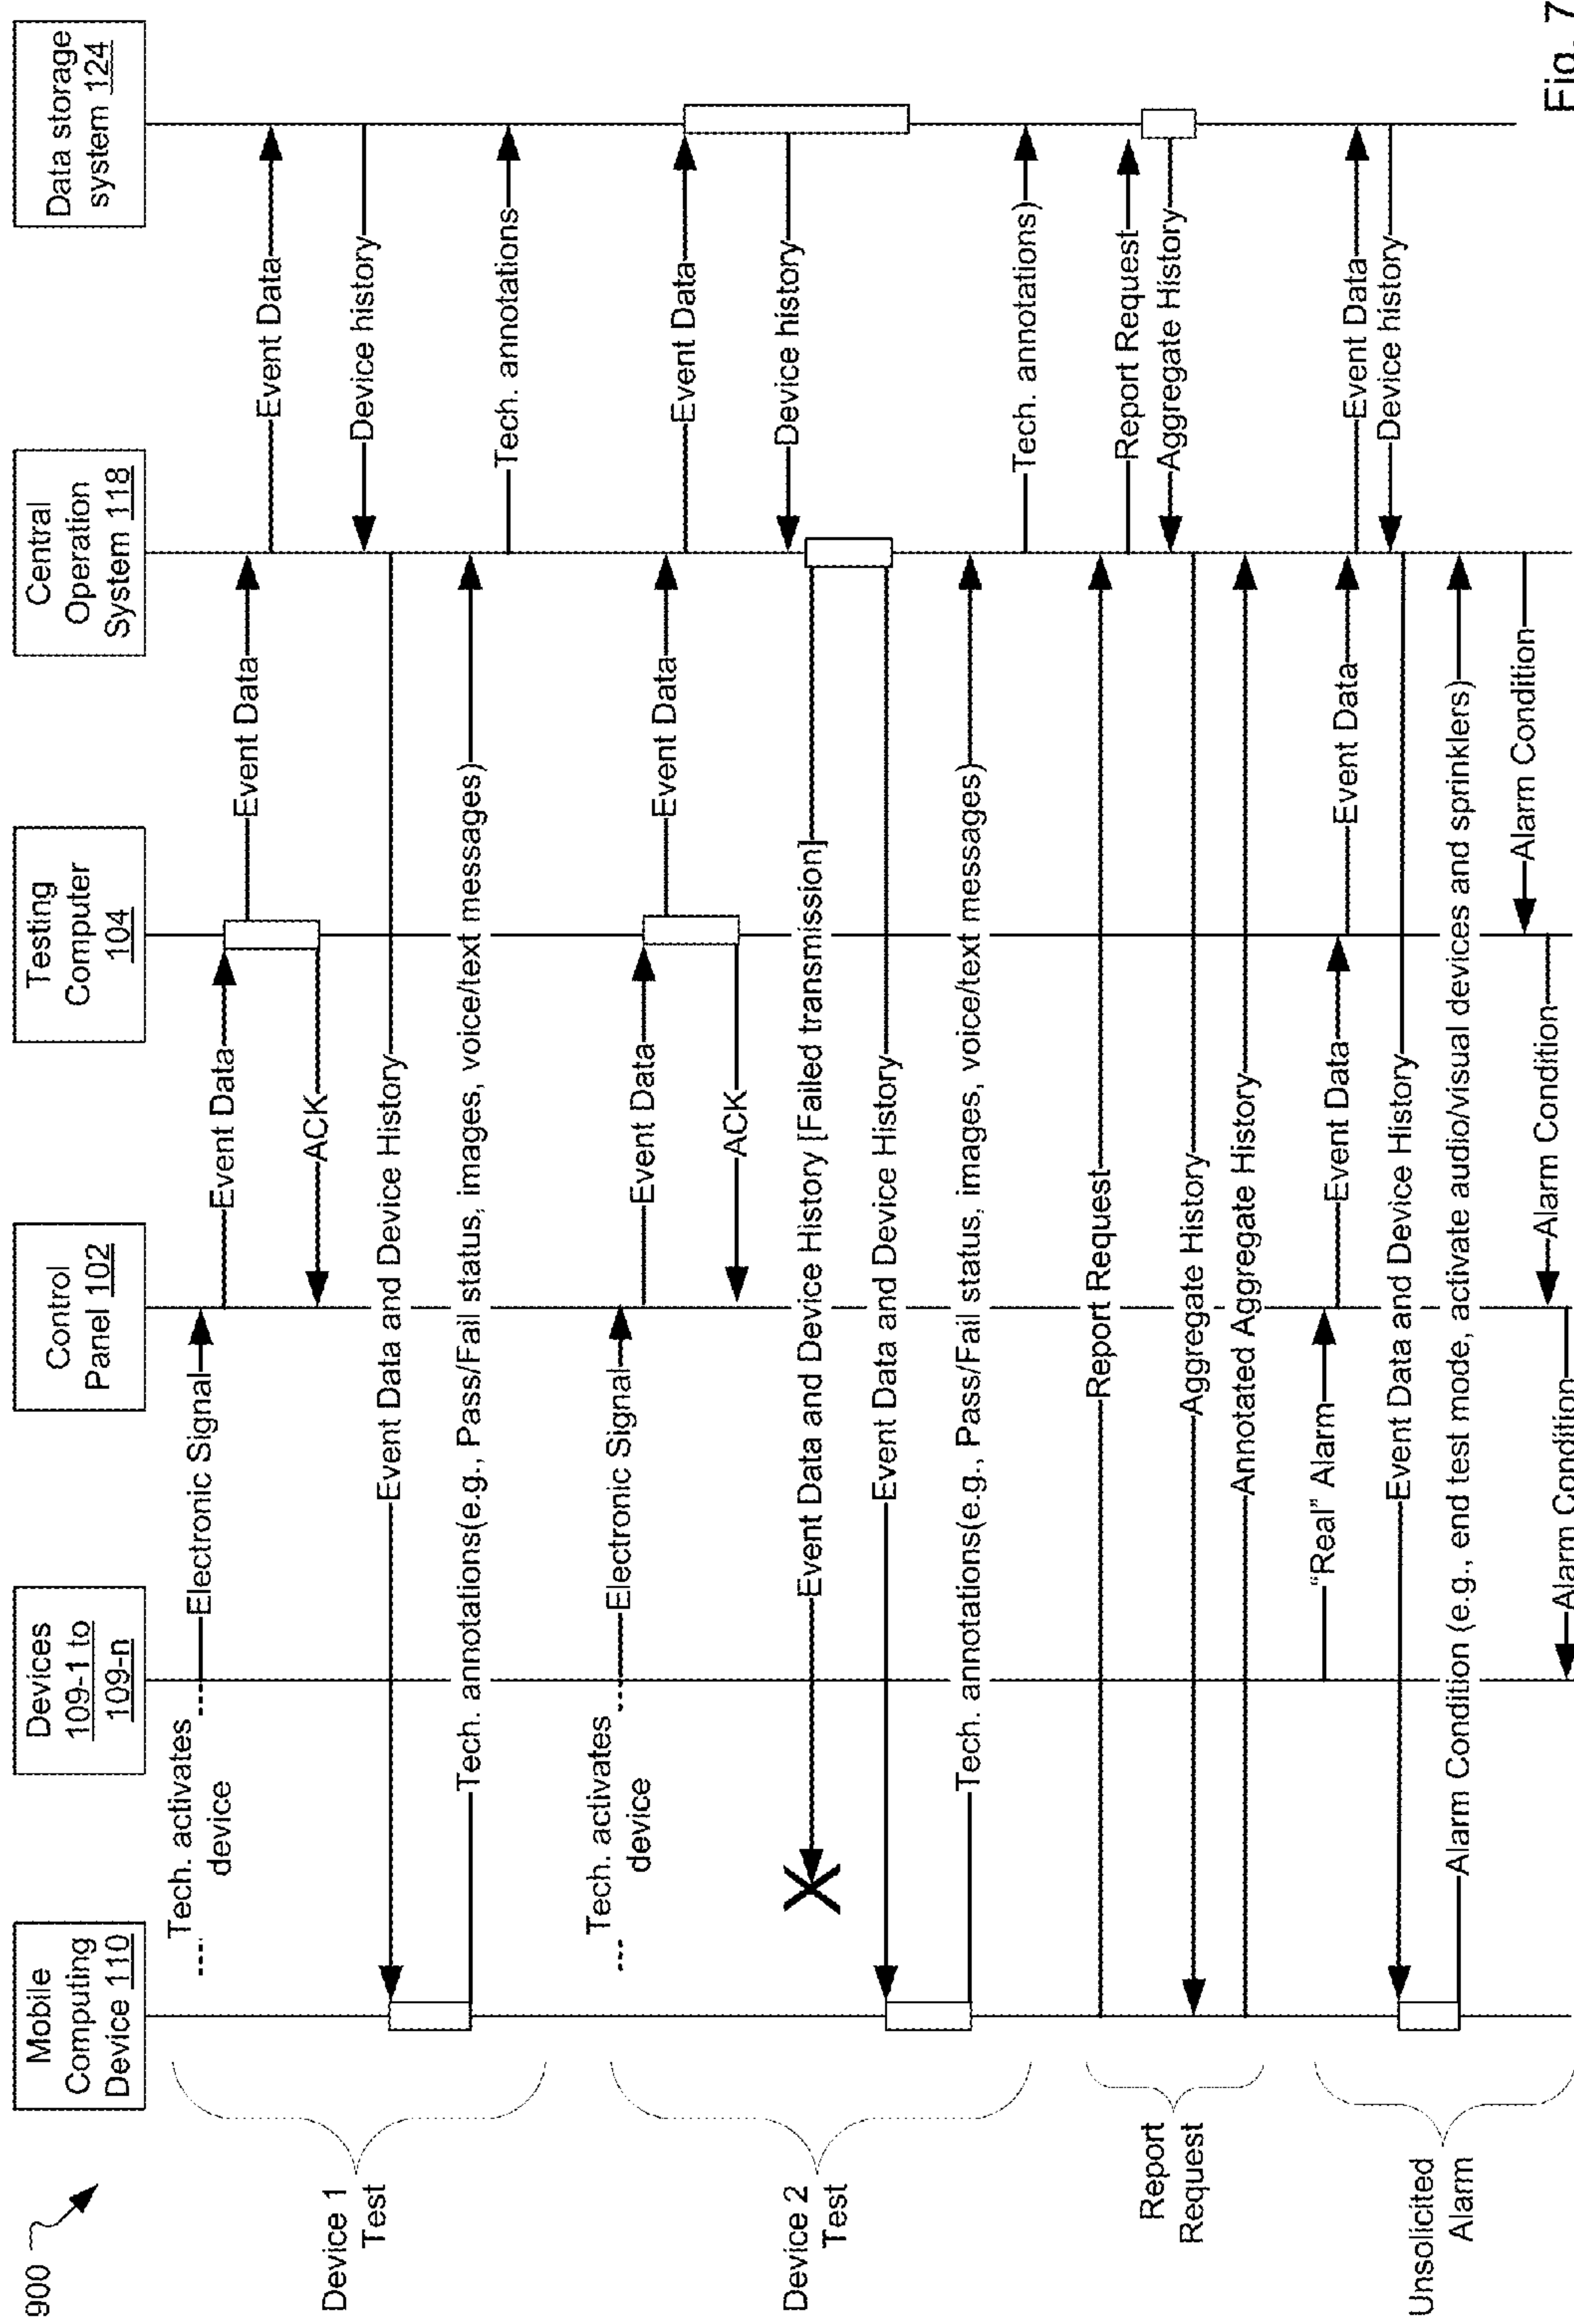 900
Mobile
Computing
Device 110
Devices
109-1 to
109-n
Control
Panel 102
Testing
Computer
104
Central
Operation
System 118
Data storage
system 124
Device 1
Test
Tech. activates
device
Electronic Signal
Event Data
Event Data
Event Data
ACK
Device history
Event Data and Device History
Tech. annotations(e.g., Pass/Fail status, images, voice/text messages)
Tech. annotations
Device 2
Test
Tech. activates
device
Electronic Signal
Event Data
Event Data
Event Data
ACK
Device history
Event Data and Device History [Failed transmission]
Event Data and Device History
Tech. annotations(e.g., Pass/Fail status, images, voice/text messages)
Tech. annotations)
Report
Request
Report Request
Report Request
Aggregate History
Aggregate History
Annotated Aggregate History
Unsolicited
Alarm
“Real” Alarm
Event Data
Event Data
Event Data
Device history
Event Data and Device History
Alarm Condition (e.g., end test mode, activate audio/visual devices and sprinklers)
Alarm Condition
Alarm Condition
Alarm Condition
Fig. 7